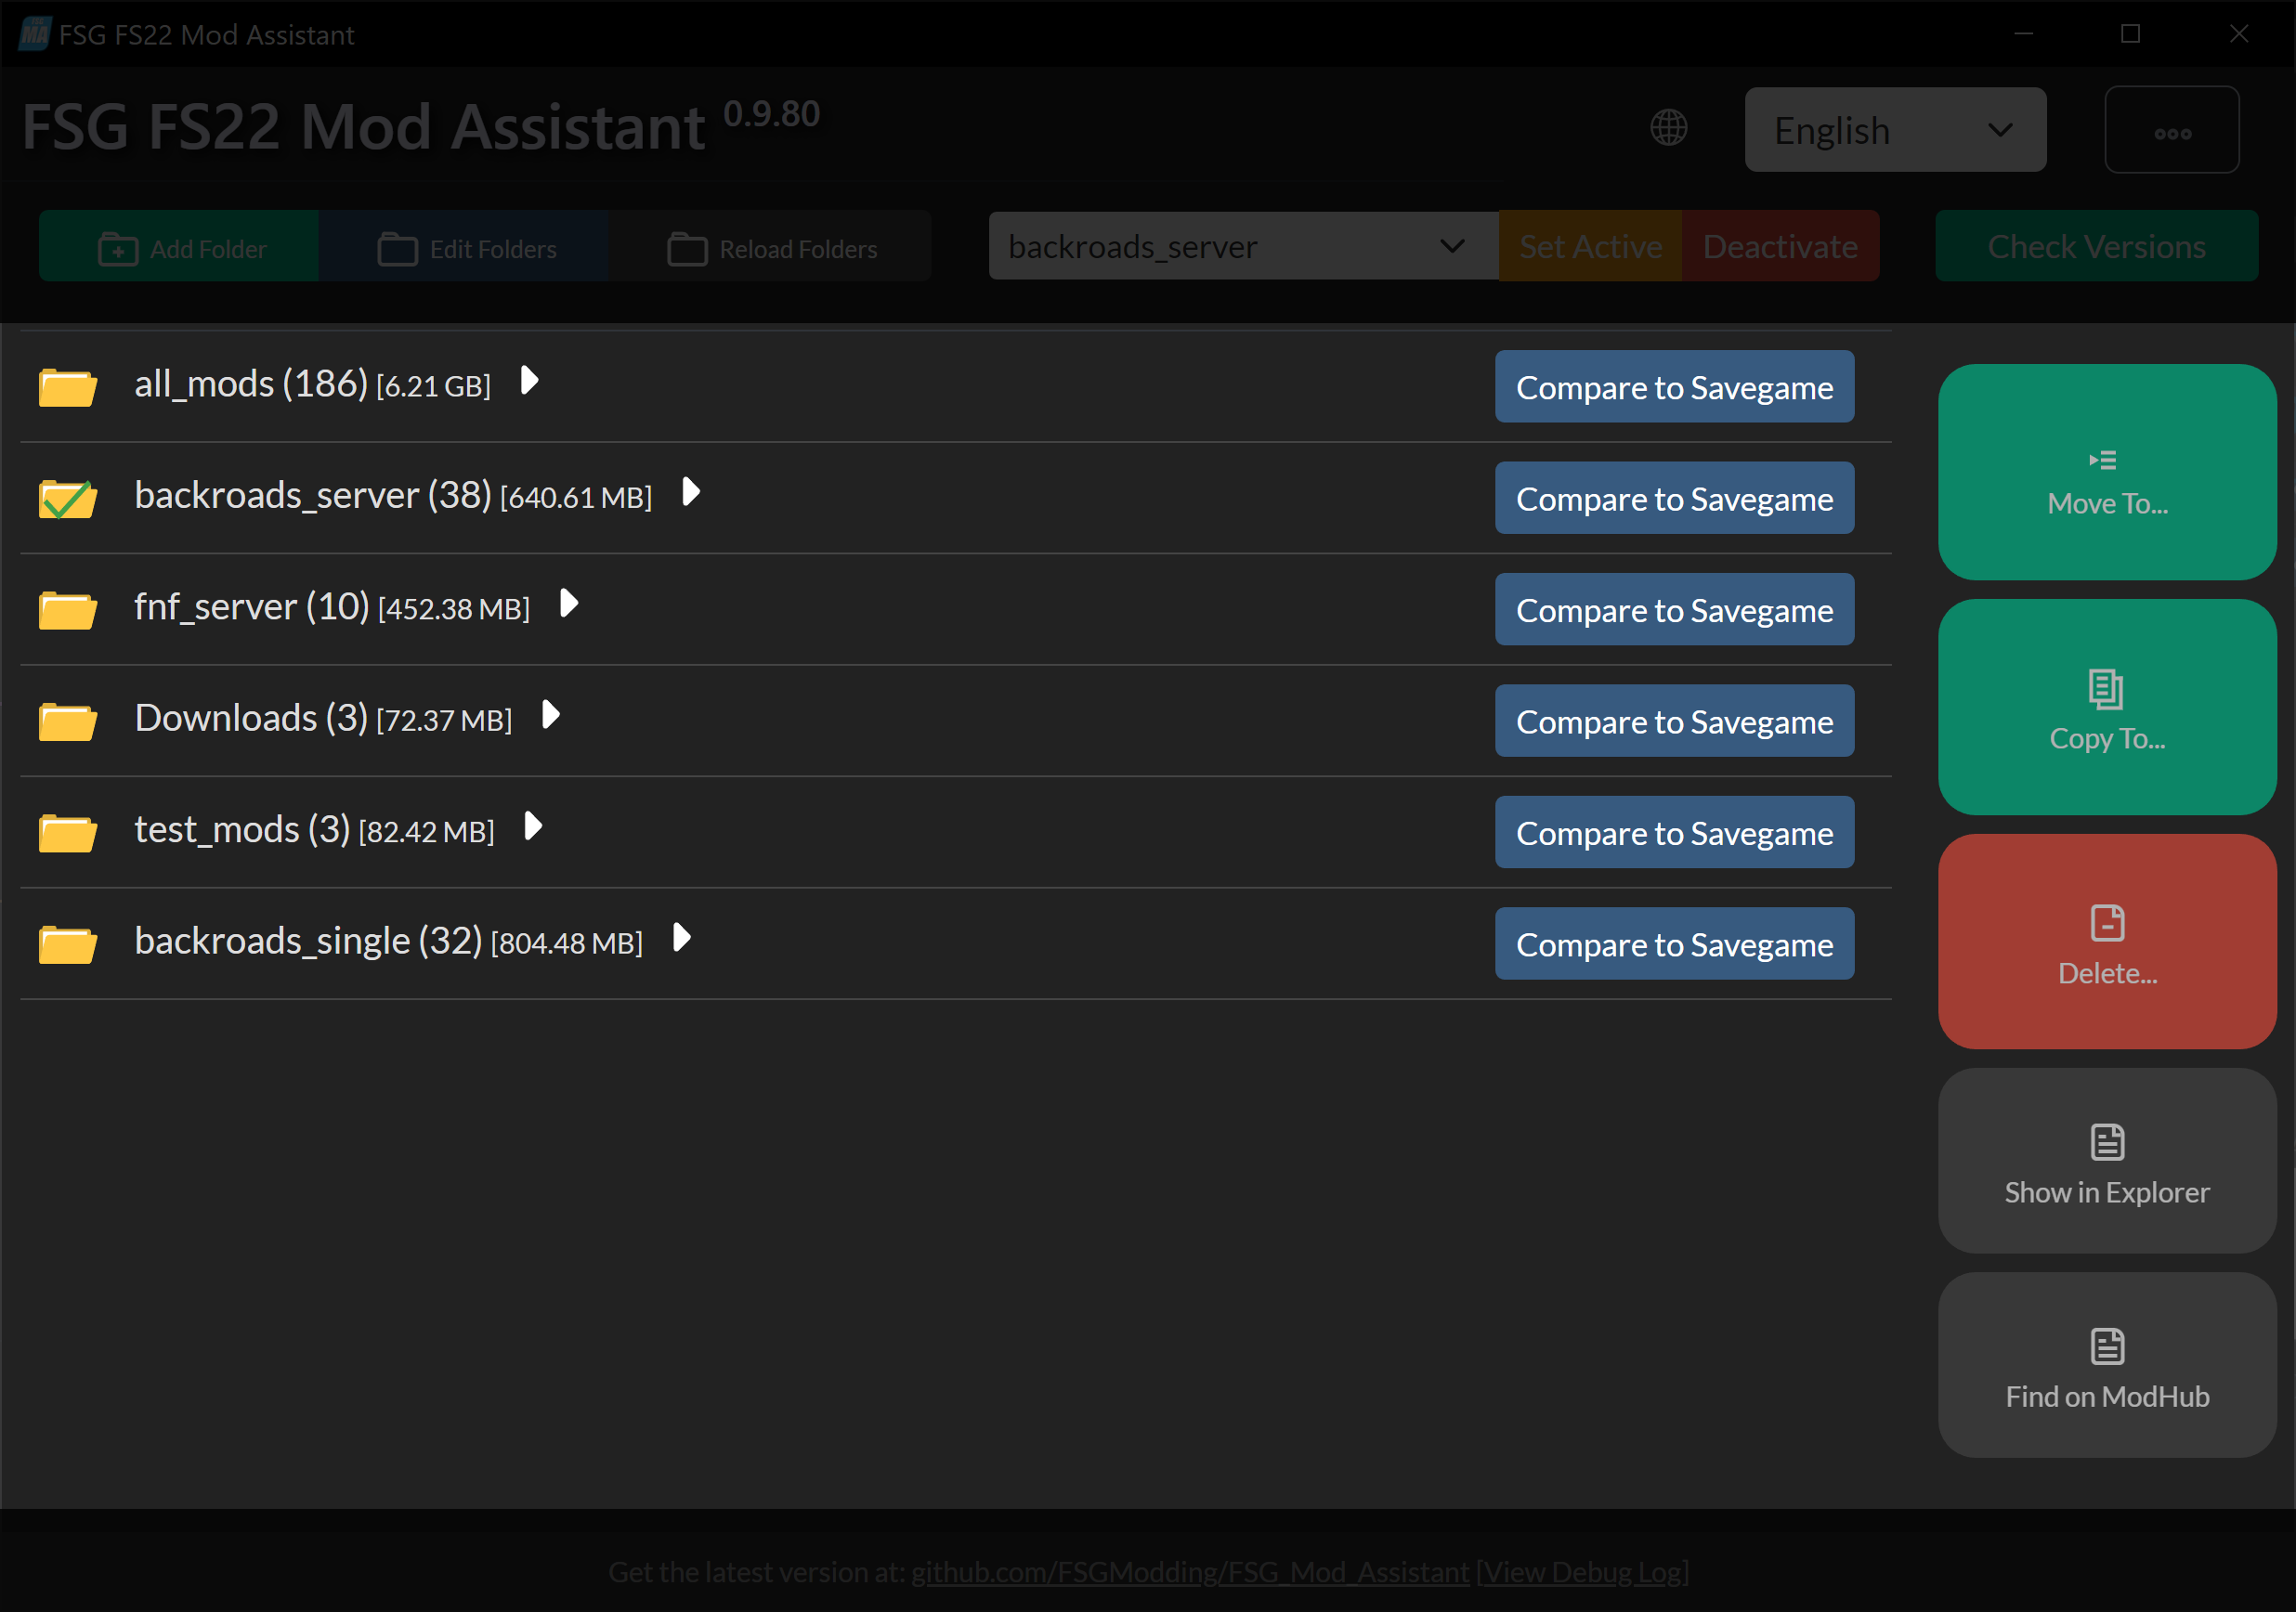 MA FSG FS22 Mod Assistant
FSG FS22 Mod Assistant 0.9.80
English
Add Folder Edit Folders Reload Folders backroads_server Set Active Deactivate Check Versions
all_mods (186) [6.21 GB] Compare to Savegame
backroads_server (38) [640.61 MB] Compare to Savegame
fnf_server (10) [452.38 MB] Compare to Savegame
Downloads (3) [72.37 MB] Compare to Savegame
test_mods (3) [82.42 MB] Compare to Savegame
backroads_single (32) [804.48 MB] Compare to Savegame
Move To...
Copy To...
Delete...
Show in Explorer
Find on ModHub
Get the latest version at: github.com/FSGModding/FSG_Mod_Assistant [View Debug Log]